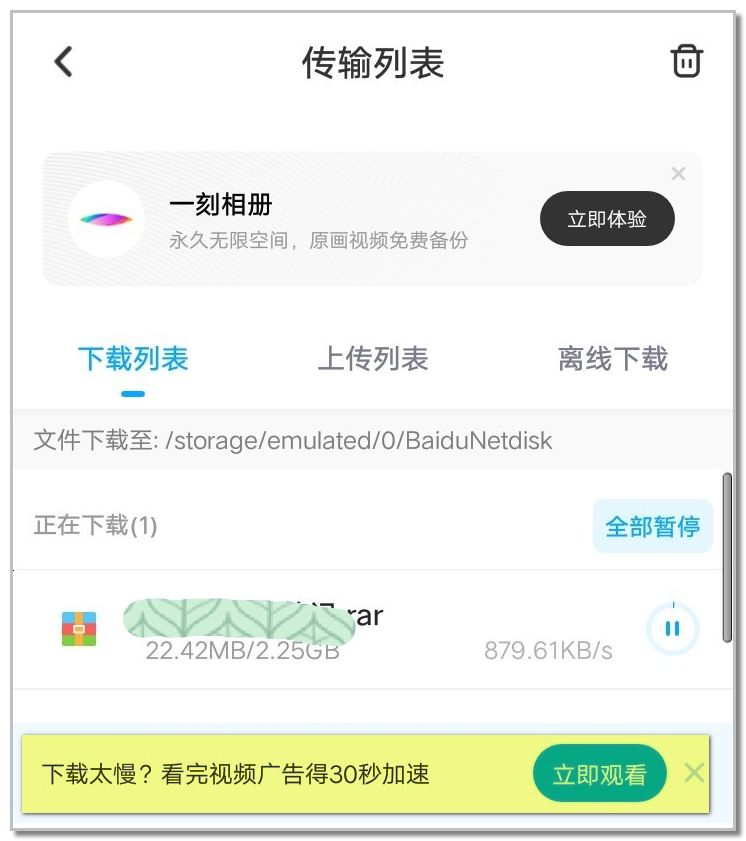 传输列表
一刻相册
永久无限空间，原画视频免费备份
立即体验
下载列表 上传列表 离线下载
文件下载至: /storage/emulated/0/BaiduNetdisk
正在下载(1)
全部暂停
.rar
22.42MB/2.25GB 879.61KB/s
下载太慢？看完视频广告得30秒加速
立即观看